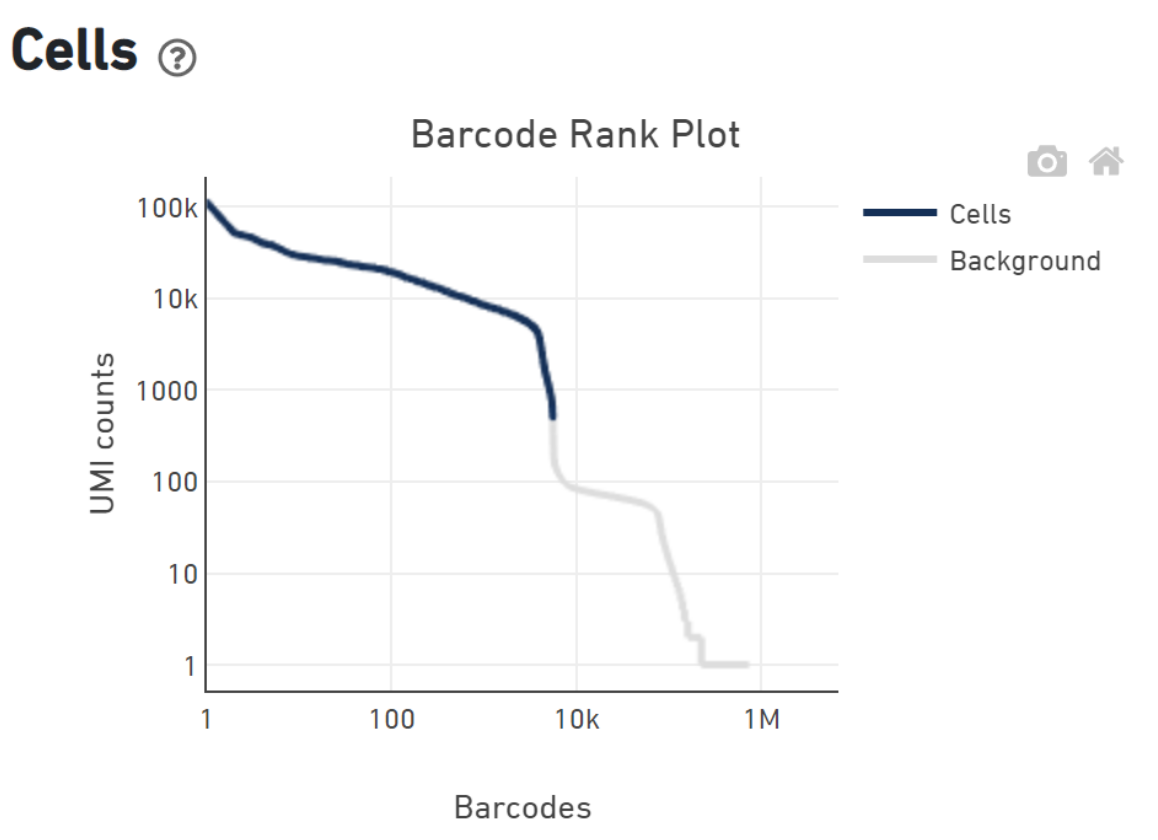 Cells ?
Barcode Rank Plot
Cells
Background
UMI counts
100k
10k
1000
100
10
1
1 100 10k 1M
Barcodes